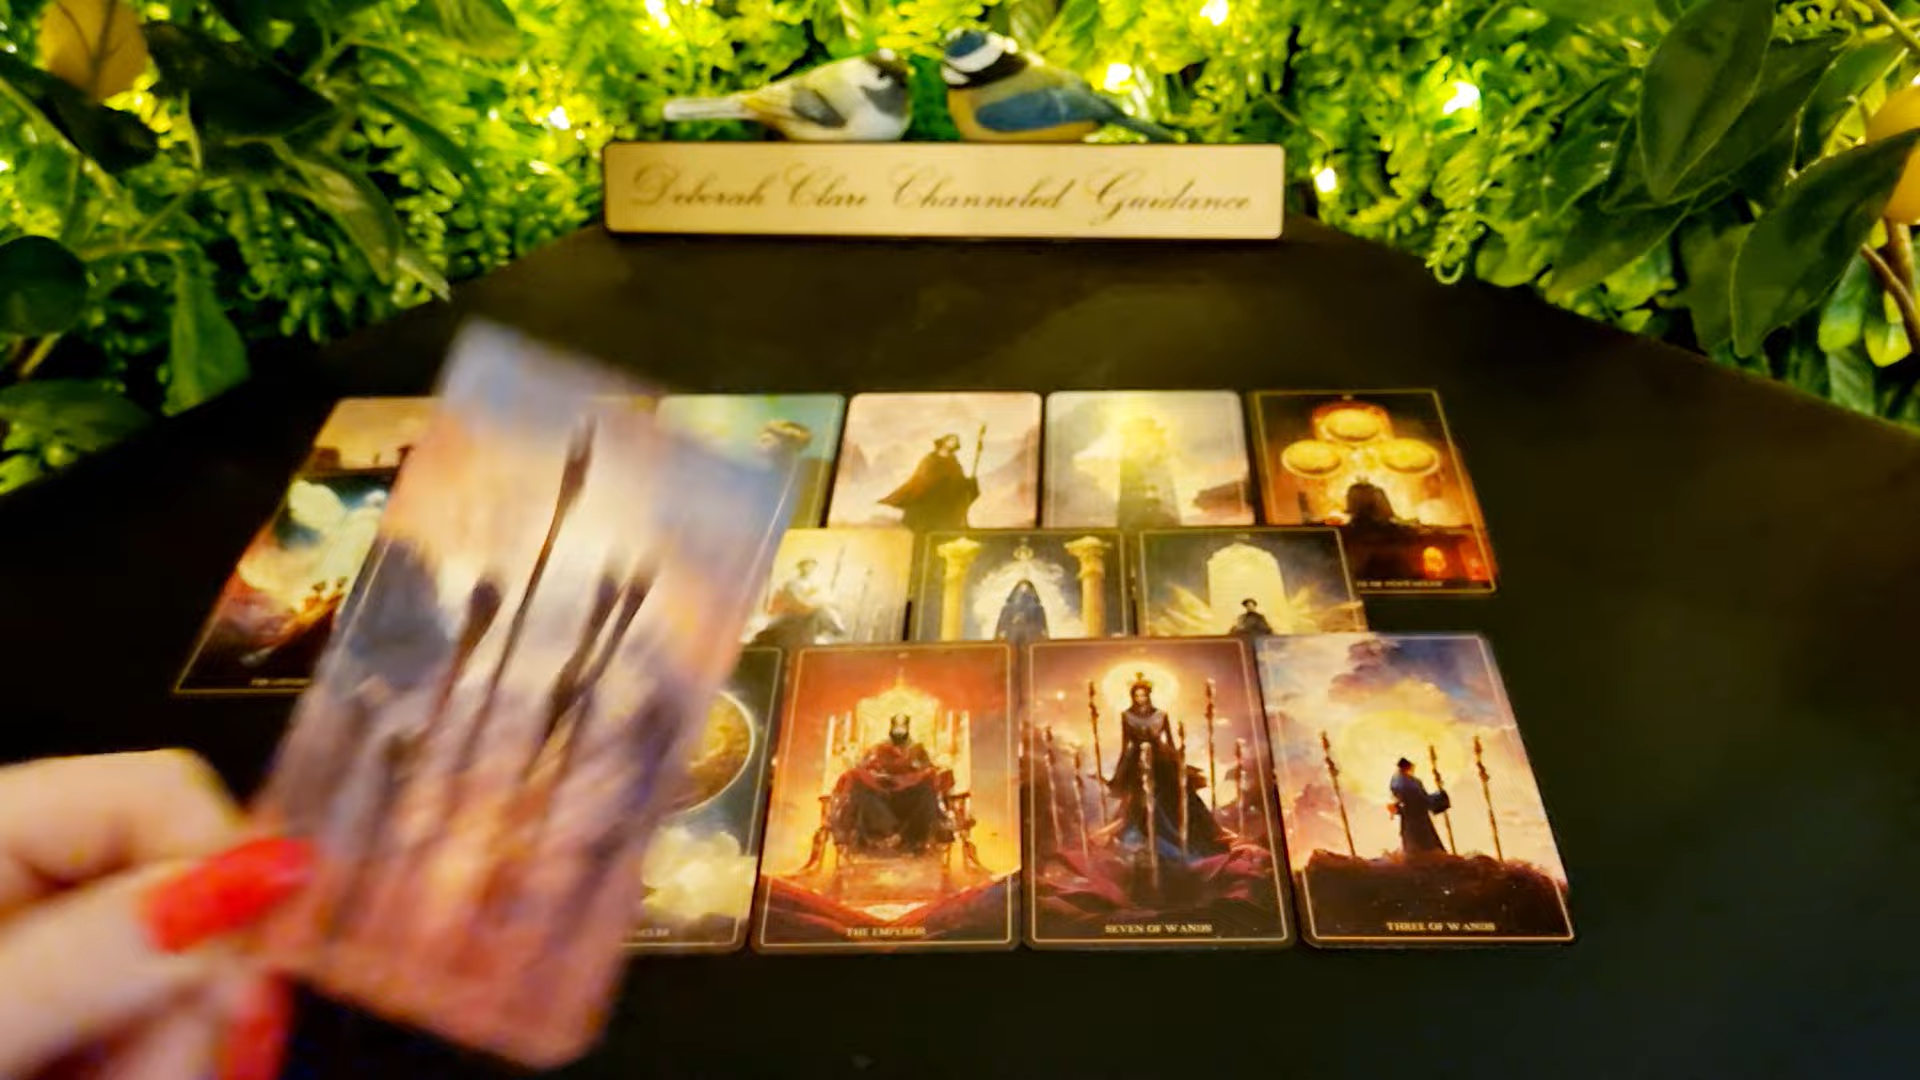 Deborah Clare Channeled Guidance
THE EMPEROR
SEVEN OF WANDS
THREE OF WANDS